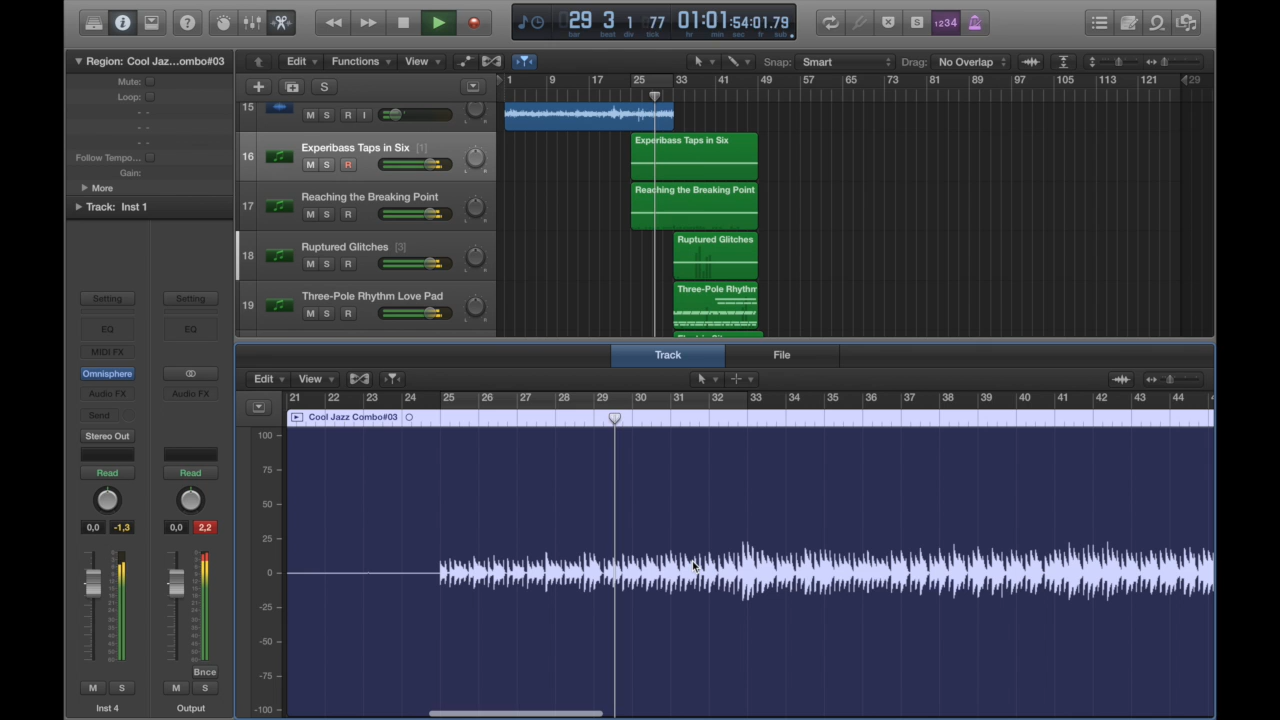 29 3 1 77 01:01:54:01.79
bar beat div tick hr min sec fr sub
S 1234
Region: Cool Jaz...ombo#03
Mute:
Loop:
- -
- -
- -
Follow Tempo...
Gain:
More
Track: Inst 1
Edit Functions View Snap: Smart Drag: No Overlap
S
1 9 17 25 33 41 49 57 65 73 81 89 97 105 113 121 29
15 M S R I
16 Experibass Taps in Six [1]
M S R
L R
17 Reaching the Breaking Point
M S R
L R
18 Ruptured Glitches [3]
M S R
L R
19 Three-Pole Rhythm Love Pad
M S R
L R
Experibass Taps in Six
Reaching the Breaking Point
Ruptured Glitches
Three-Pole Rhythm
Track File
Edit View
21 22 23 24 25 26 27 28 29 30 31 32 33 34 35 36 37 38 39 40 41 42 43 44
Cool Jazz Combo#03
100
75
50
25
0
-25
-50
-75
-100
Setting Setting
EQ EQ
MIDI FX
Omnisphere
Audio FX Audio FX
Send
Stereo Out
Read Read
0,0 -1,3 0,0 2,2
Bnce
M S M S
Inst 4 Output